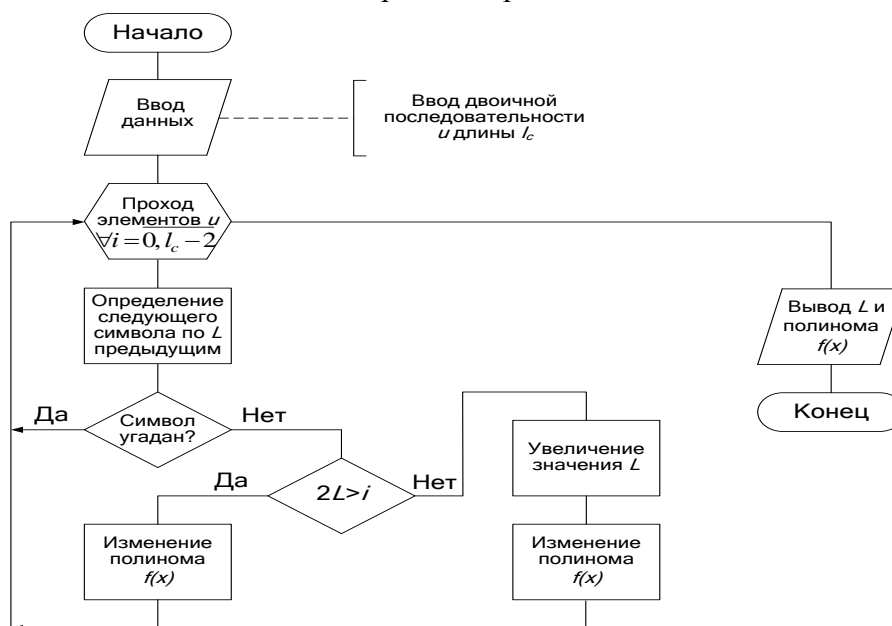 Начало
Ввод
данных
Ввод двоичной
последовательности
u длины l_c
Проход
элементов u
∀i = 0, l_c − 2
Определение
следующего
символа по L
предыдущим
Вывод L и
полинома
f(x)
Да
Символ
угадан?
Нет
Конец
Увеличение
значения L
Да
2L>i
Нет
Изменение
полинома
f(x)
Изменение
полинома
f(x)